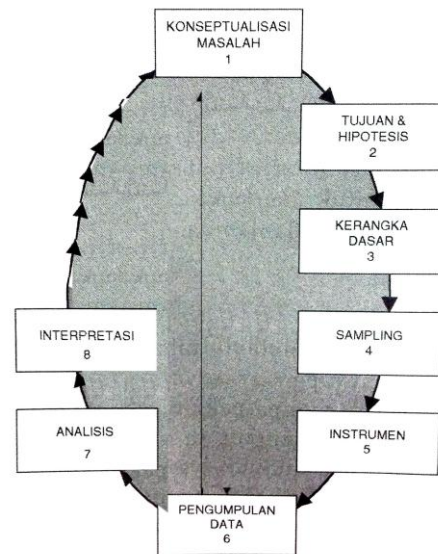 KONSEPTUALISASI
MASALAH
1
TUJUAN &
HIPOTESIS
2
KERANGKA
DASAR
3
SAMPLING
4
INSTRUMEN
5
PENGUMPULAN
DATA
6
ANALISIS
7
INTERPRETASI
8